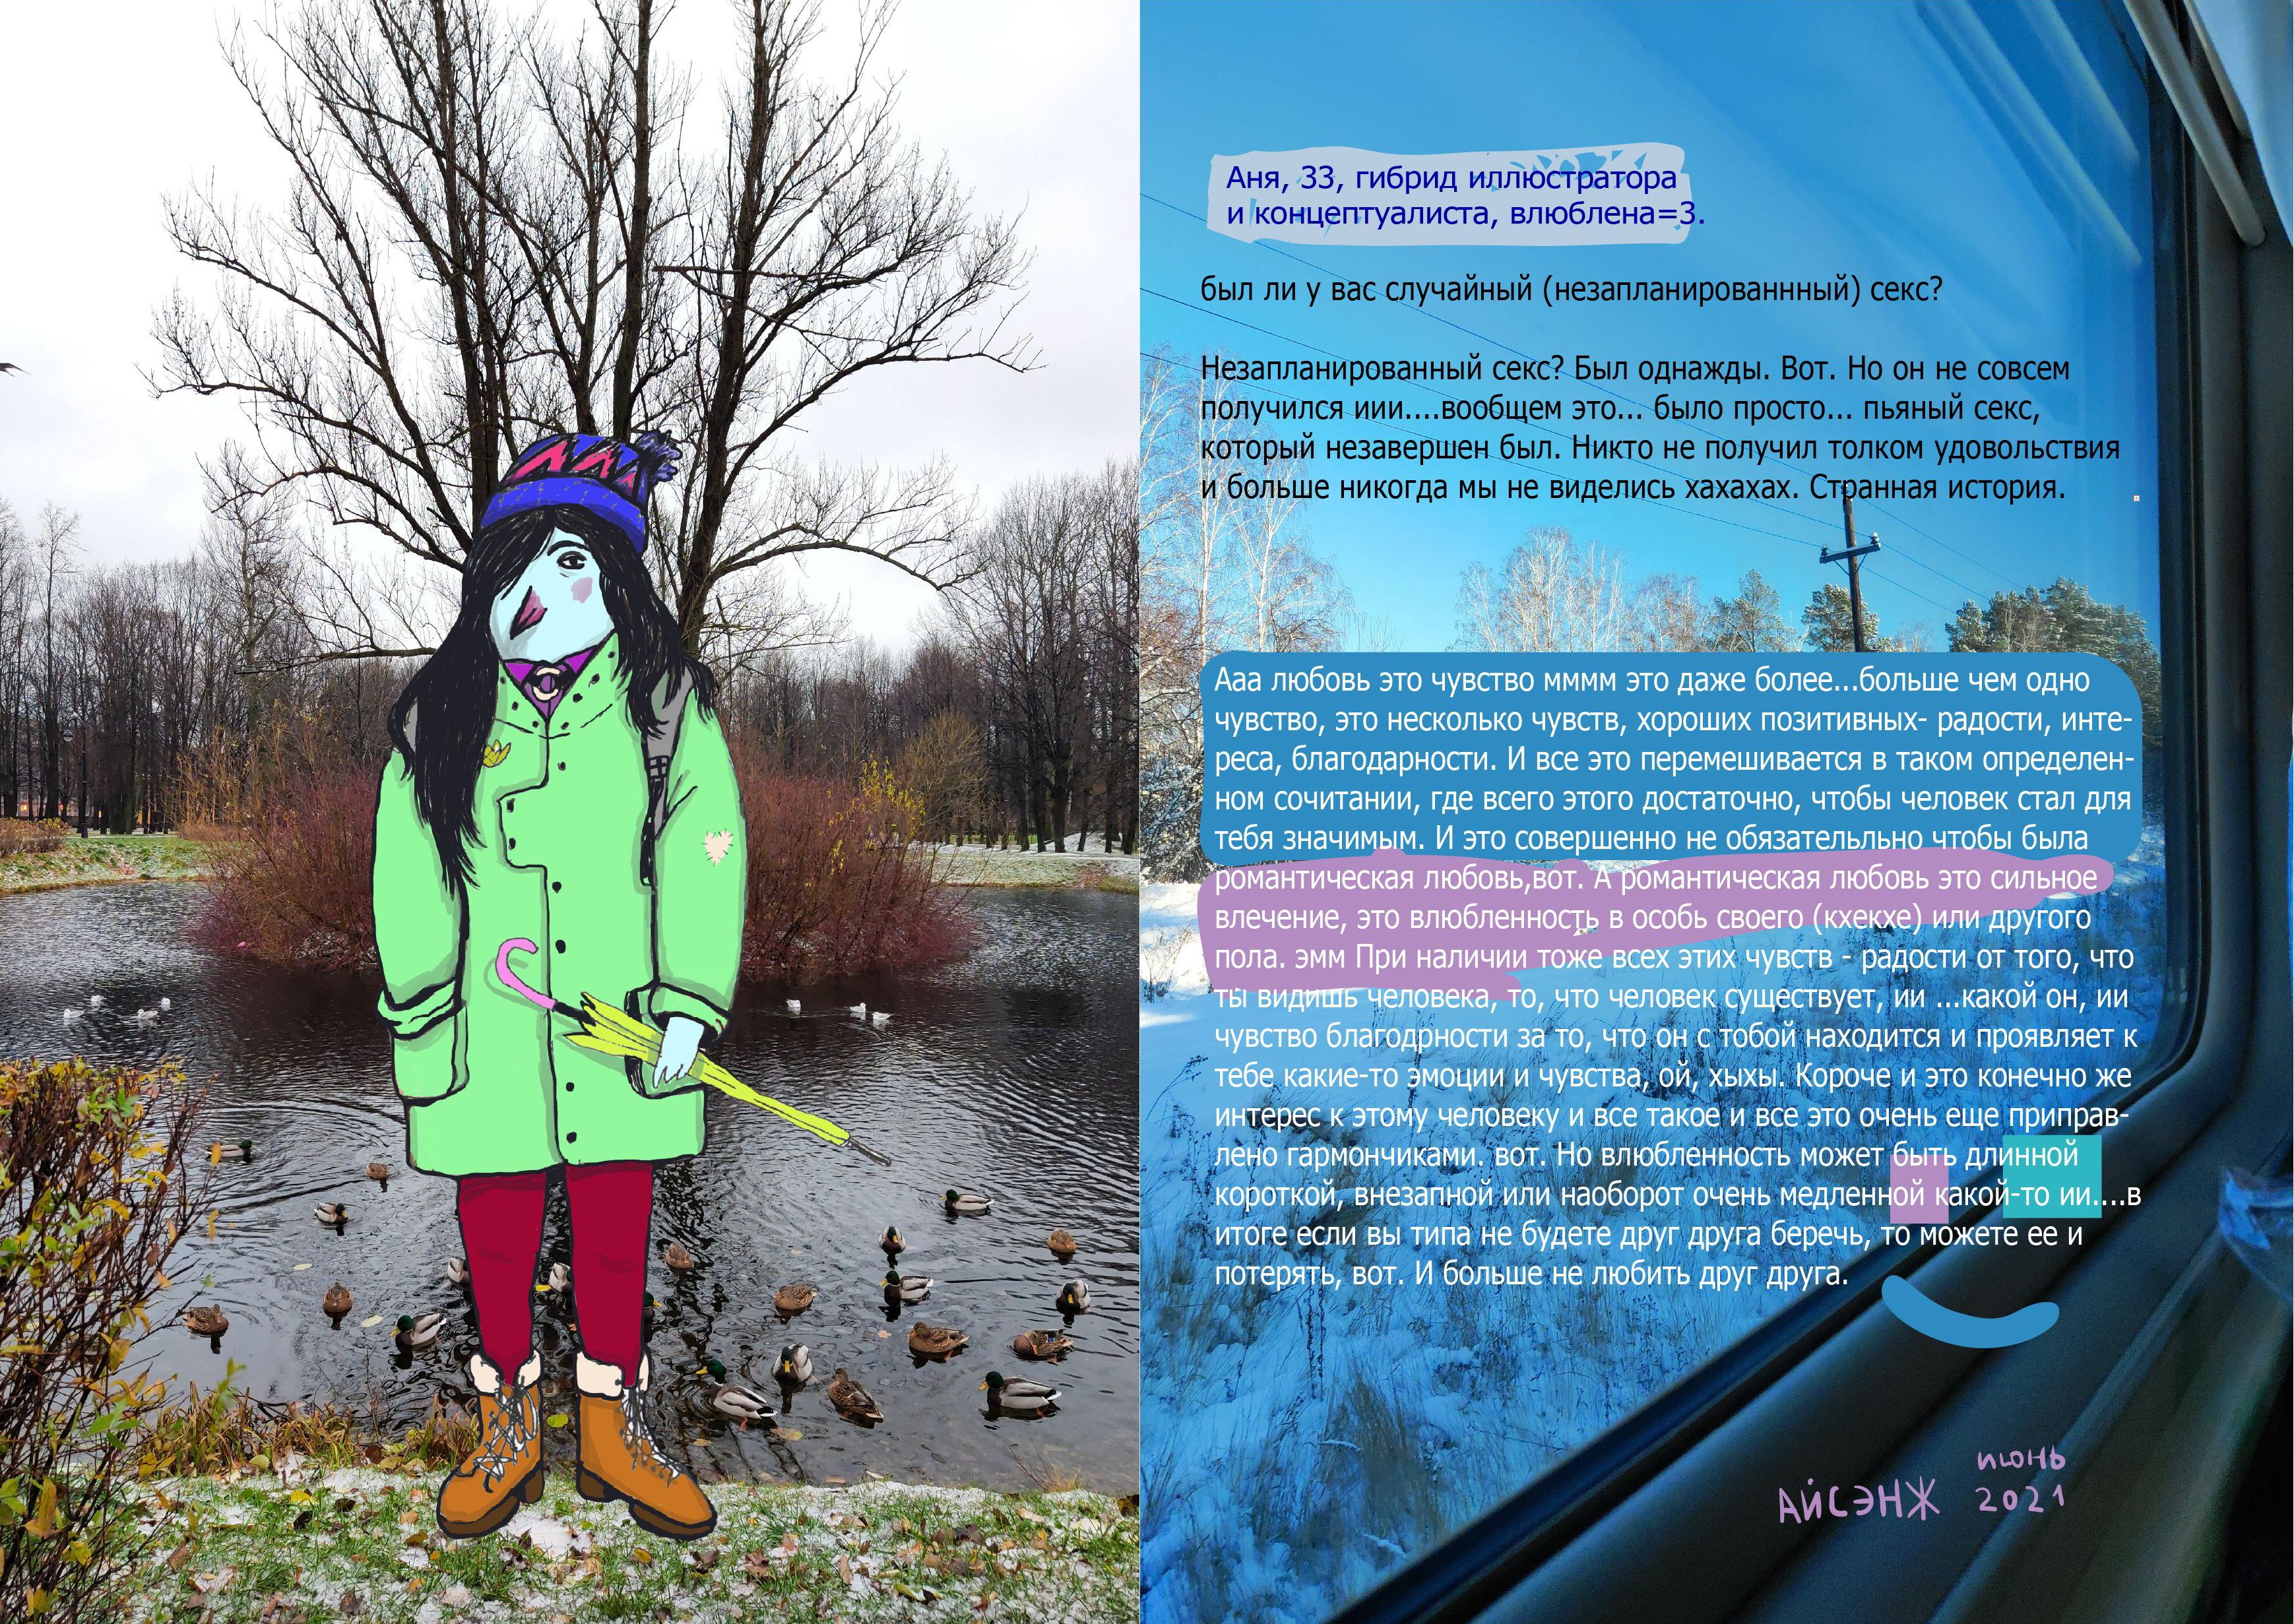 Аня, 33, гибрид иллюстратора
и концептуалиста, влюблена=3.
был ли у вас случайный (незапланированнный) секс?
Незапланированный секс? Был однажды. Вот. Но он не совсем
получился иии....вообщем это... было просто... пьяный секс,
который незавершен был. Никто не получил толком удовольствия
и больше никогда мы не виделись хахахах. Странная история.
Ааа любовь это чувство мммм это даже более...больше чем одно
чувство, это несколько чувств, хороших позитивных- радости, инте-
реса, благодарности. И все это перемешивается в таком определен-
ном сочитании, где всего этого достаточно, чтобы человек стал для
тебя значимым. И это совершенно не обязательльно чтобы была
романтическая любовь,вот. А романтическая любовь это сильное
влечение, это влюбленность в особь своего (кхекхе) или другого
пола. эмм При наличии тоже всех этих чувств - радости от того, что
ты видишь человека, то, что человек существует, ии ...какой он, ии
чувство благодрности за то, что он с тобой находится и проявляет к
тебе какие-то эмоции и чувства, ой, хыхы. Короче и это конечно же
интерес к этому человеку и все такое и все это очень еще приправ-
лено гармончиками. вот. Но влюбленность может быть длинной
короткой, внезапной или наоборот очень медленной какой-то ии....в
итоге если вы типа не будете друг друга беречь, то можете ее и
потерять, вот. И больше не любить друг друга.
АЙСЭНЖ июнь
2021